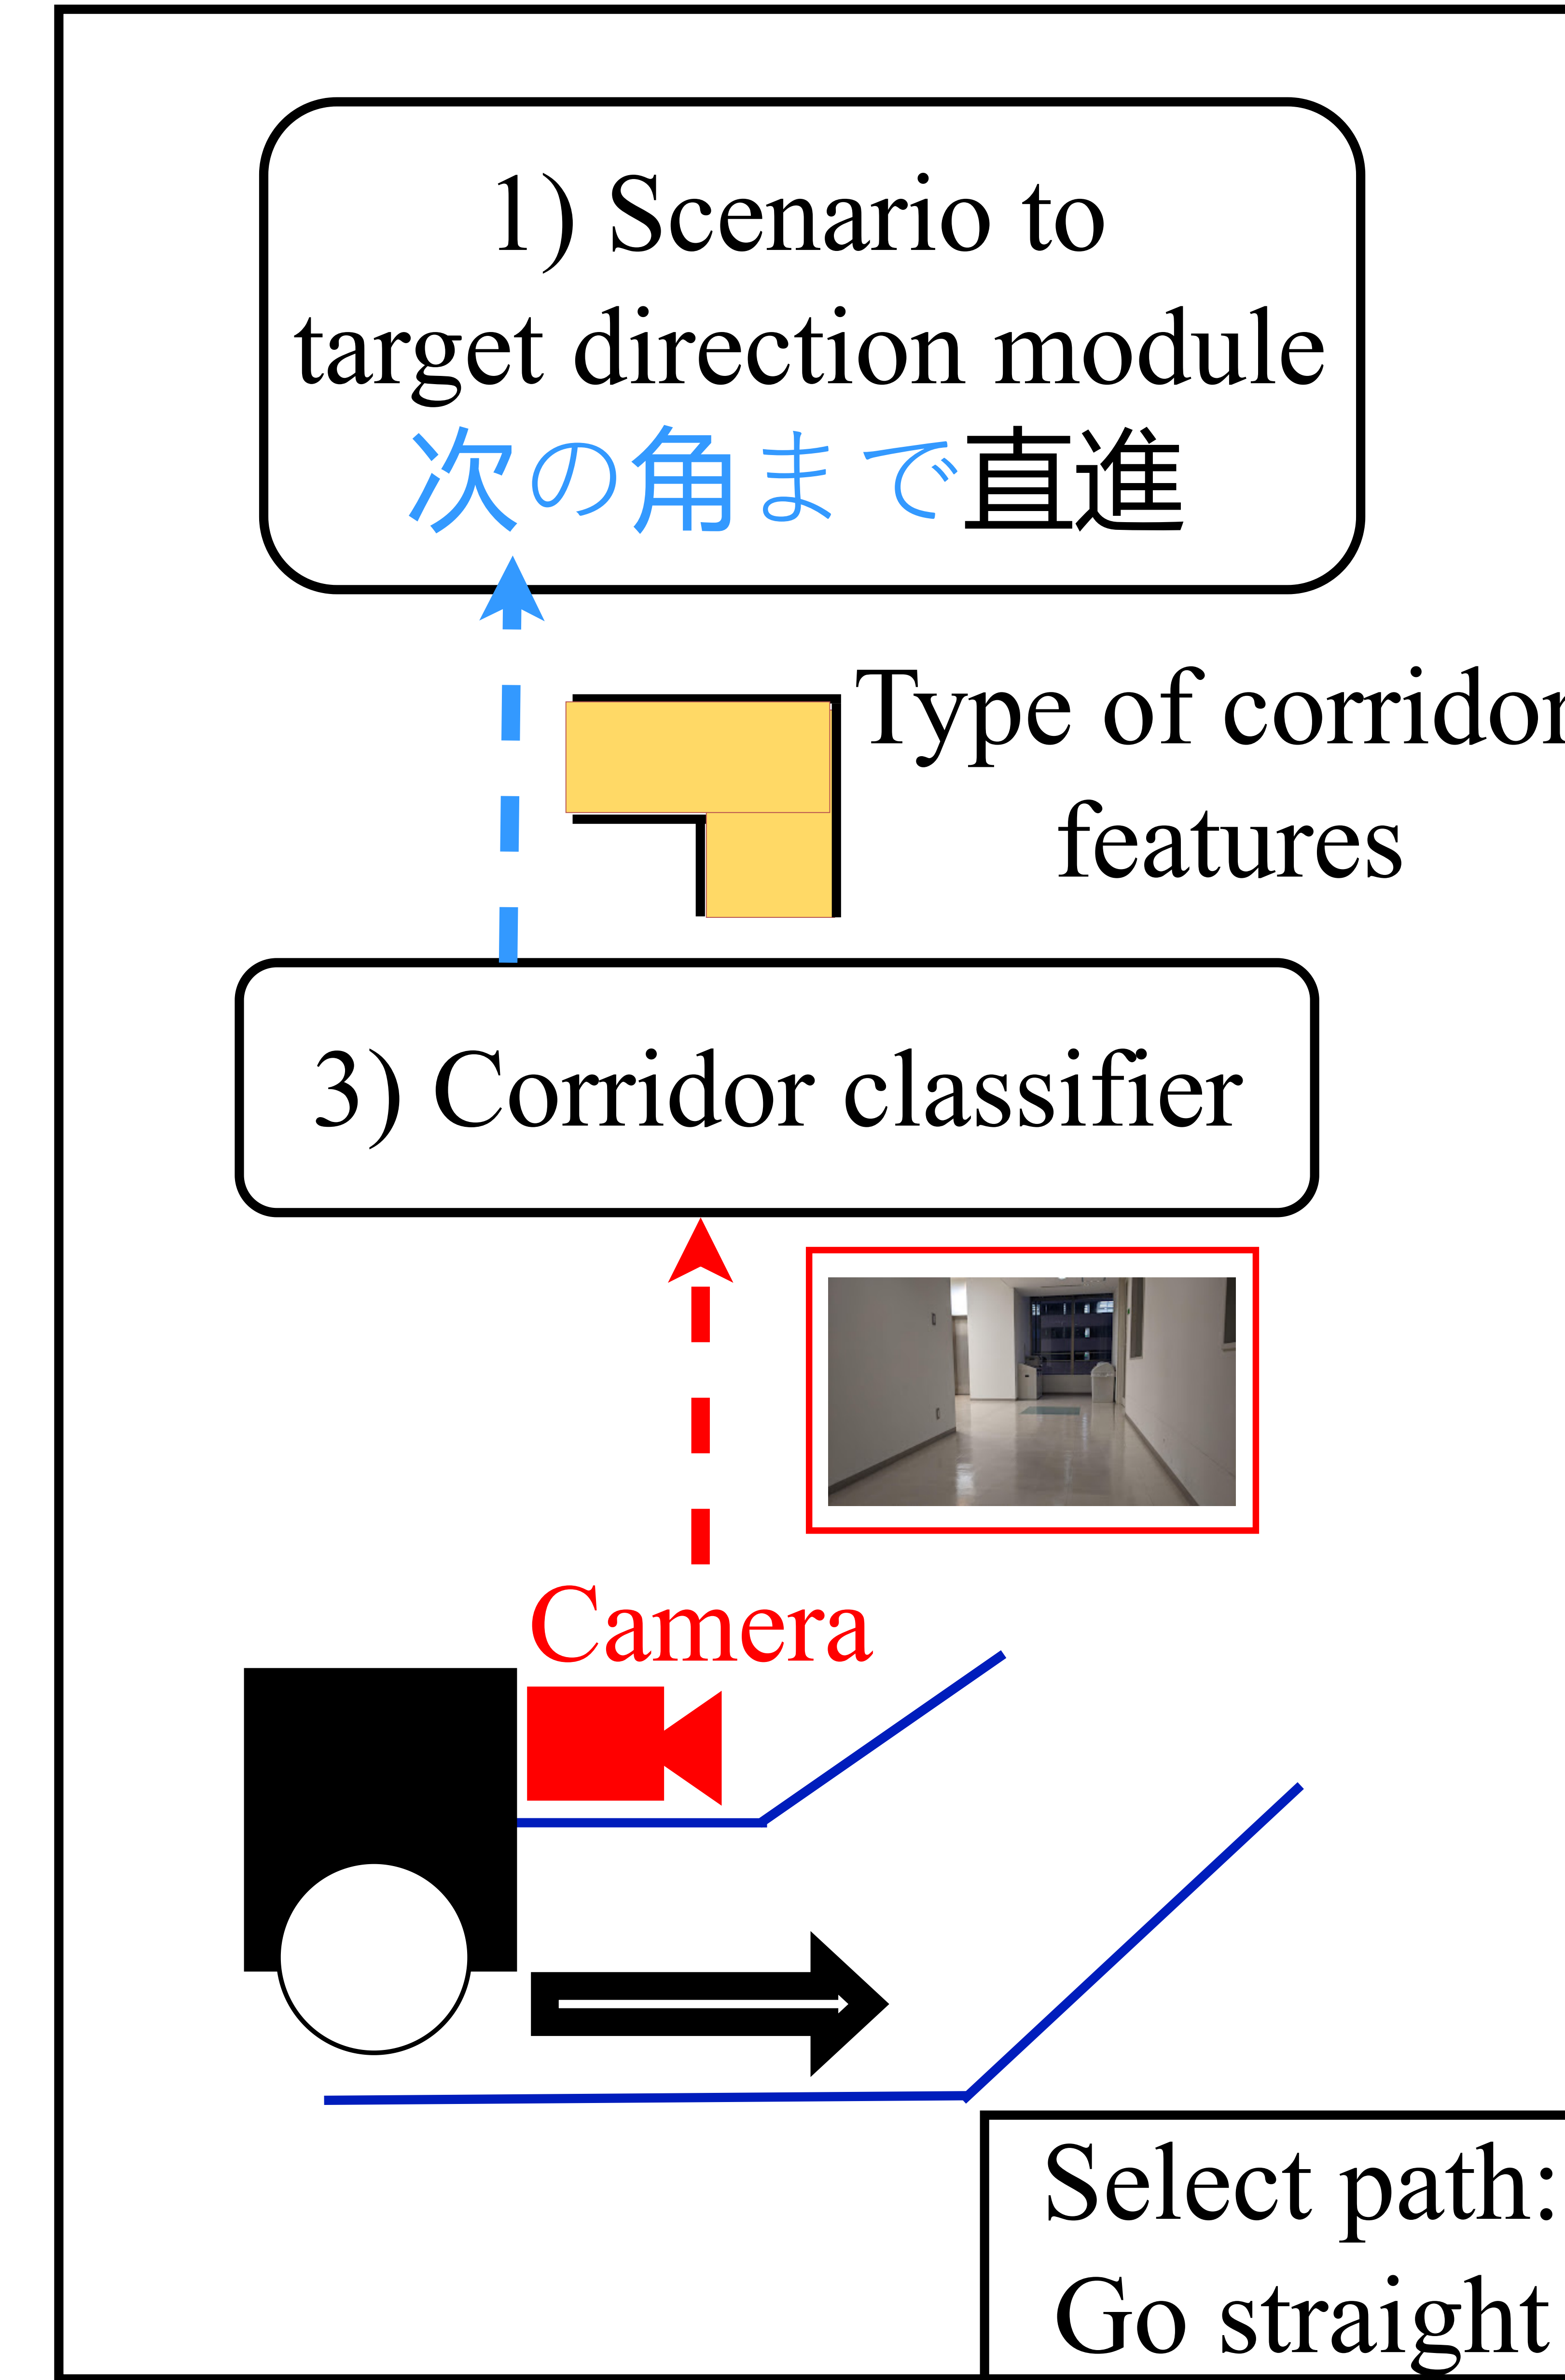 1) Scenario to
target direction module
次の角まで直進
Type of corridor
features
3) Corridor classifier
Camera
Select path:
Go straight